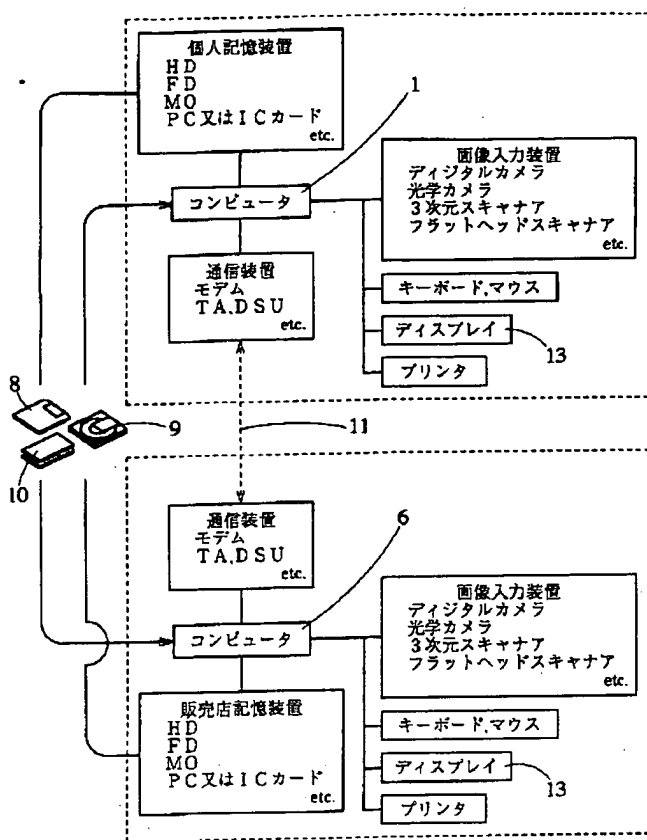 個人記憶装置
HD
FD
MO
PC又はICカード
etc.
1
コンピュータ
画像入力装置
ディジタルカメラ
光学カメラ
3次元スキャナア
フラットヘッドスキャナア
etc.
通信装置
モデム
TA,DSU
etc.
キーボード,マウス
ディスプレイ
13
プリンタ
8
9
10
11
通信装置
モデム
TA,DSU
etc.
6
コンピュータ
画像入力装置
ディジタルカメラ
光学カメラ
3次元スキャナア
フラットヘッドスキャナア
etc.
販売店記憶装置
HD
FD
MO
PC又はICカード
etc.
キーボード,マウス
ディスプレイ
13
プリンタ